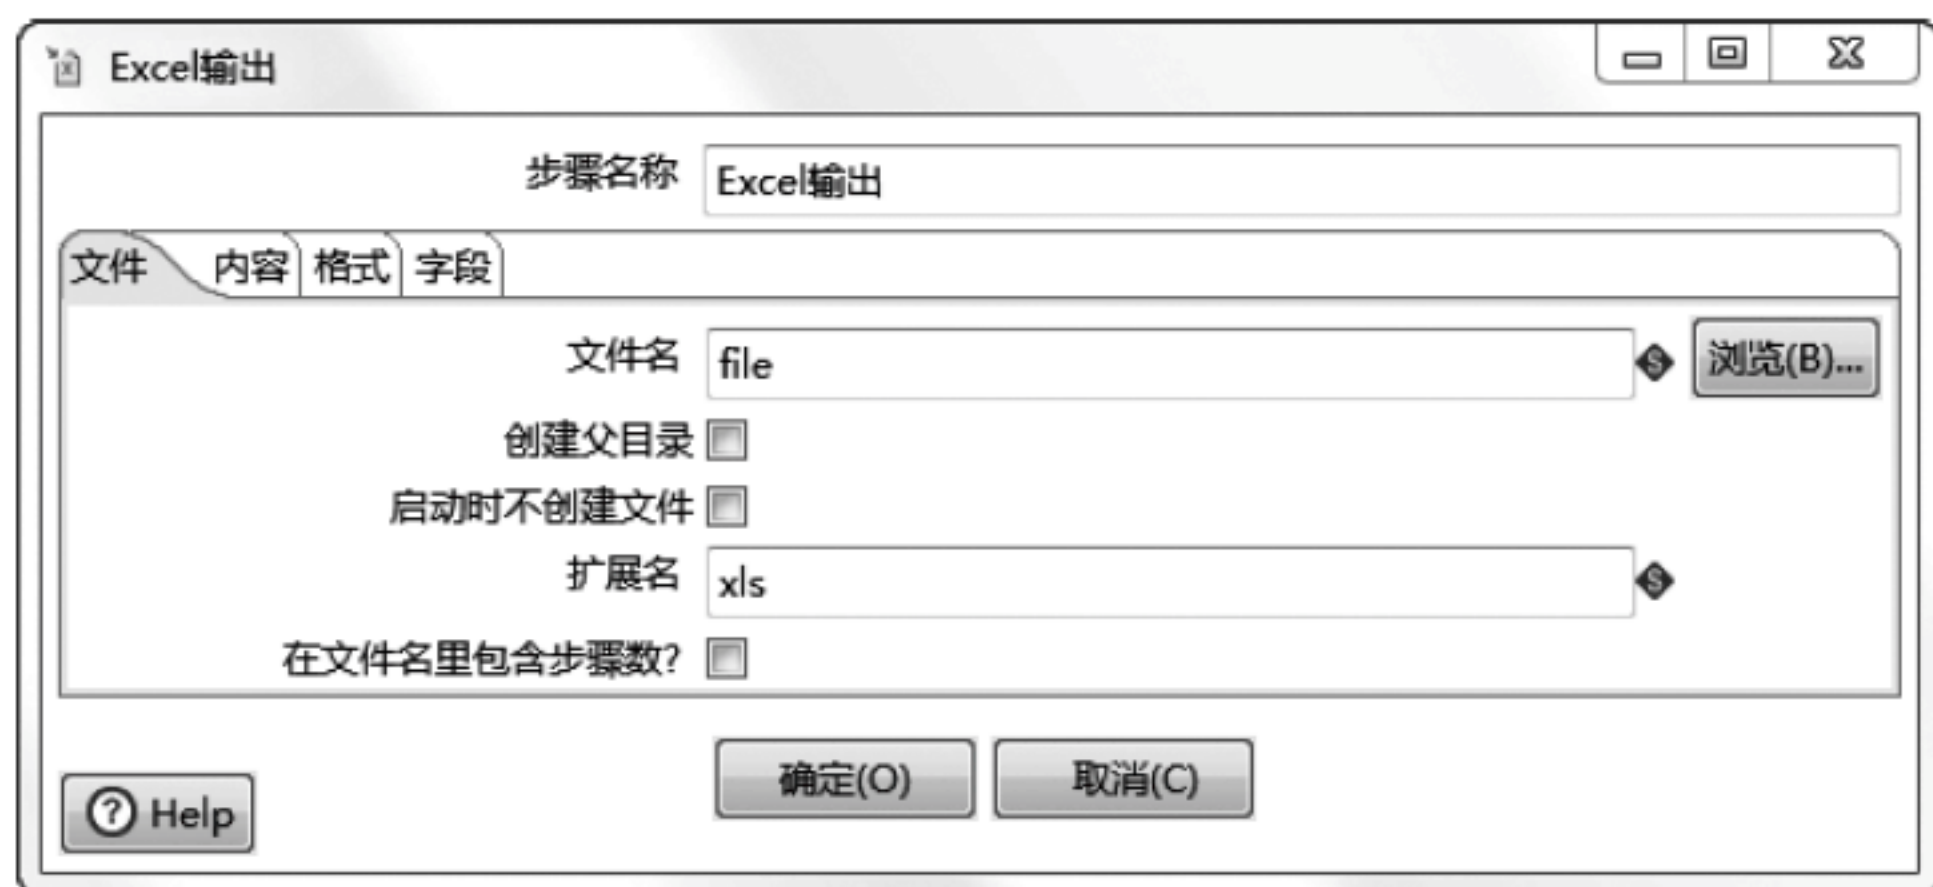 Excel输出
步骤名称 Excel输出
文件 内容 格式 字段
文件名 file 浏览(B)...
创建父目录
启动时不创建文件
扩展名 xls
在文件名里包含步骤数?
确定(O) 取消(C)
Help